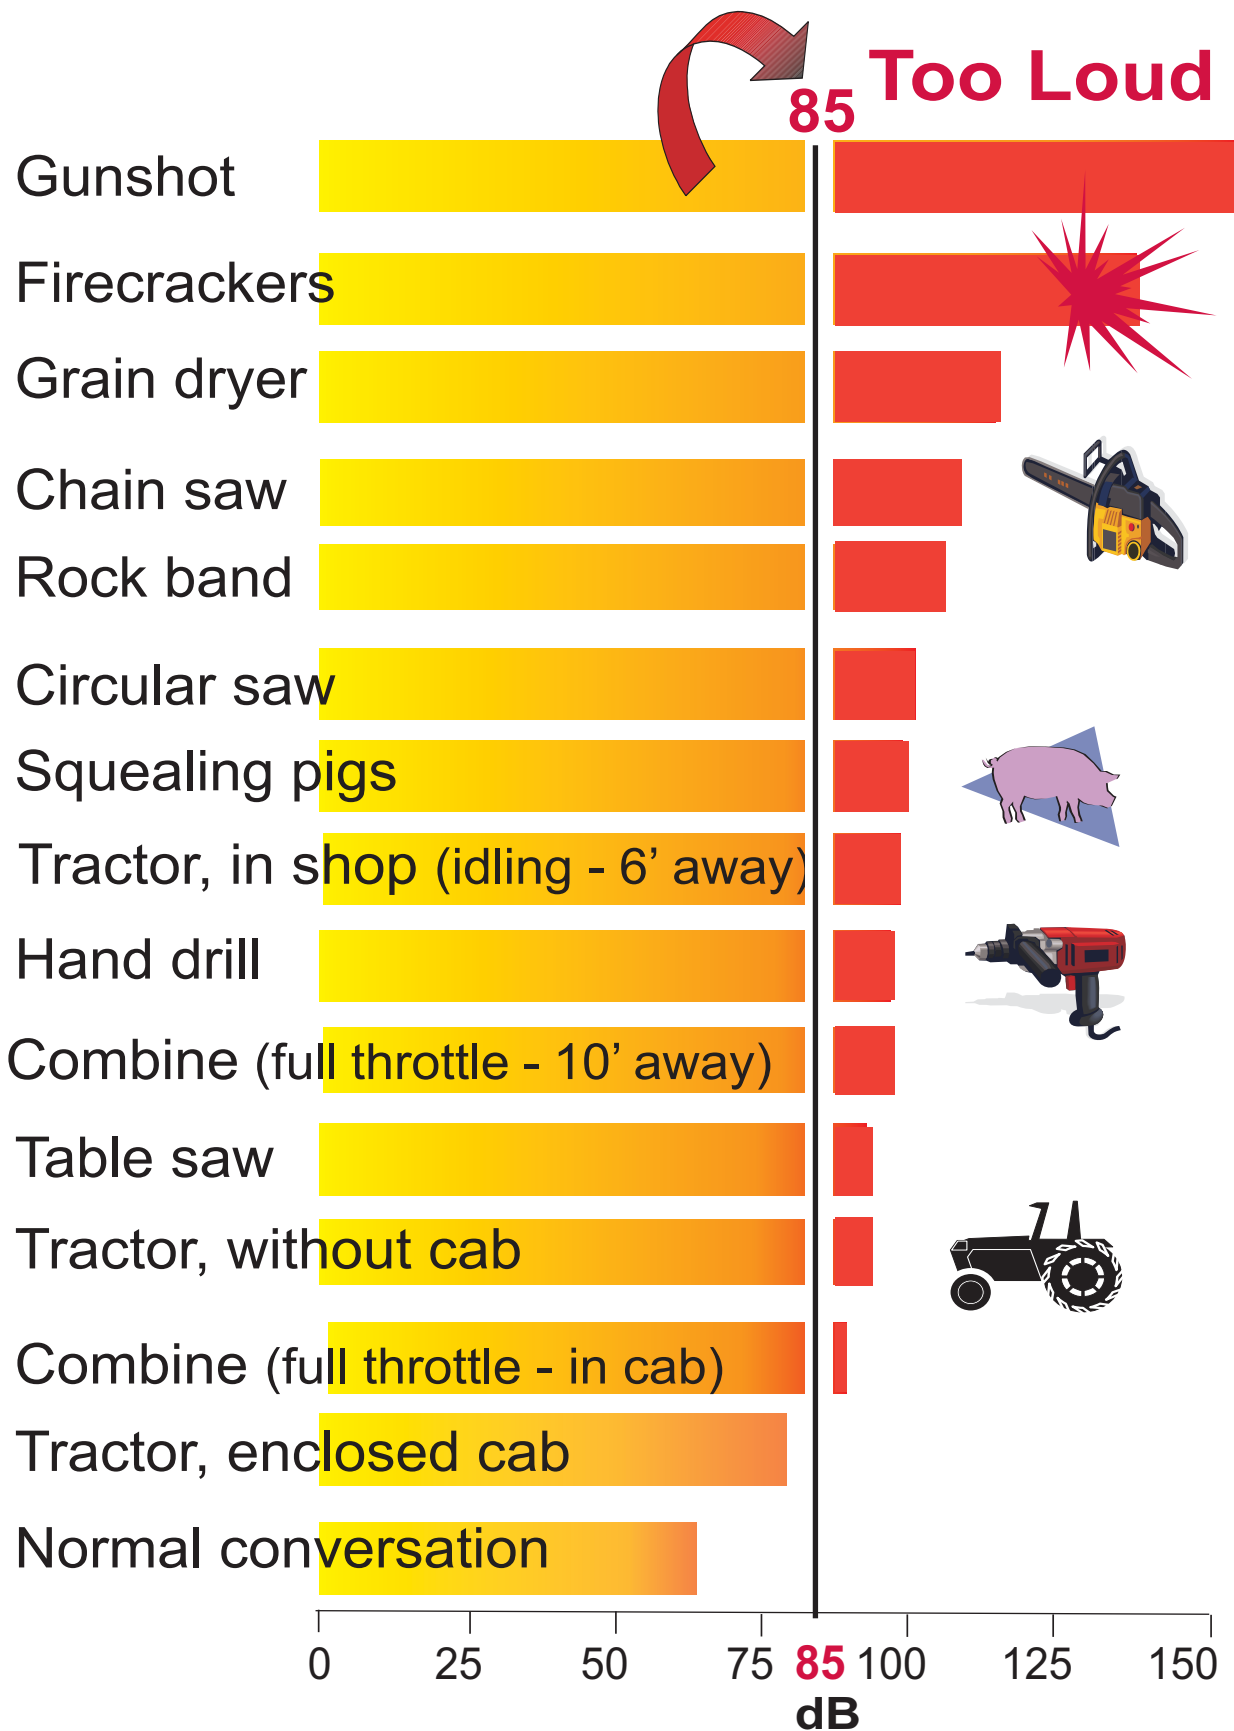 Too Loud
85
Gunshot
Firecrackers
Grain dryer
Chain saw
Rock band
Circular saw
Squealing pigs
Tractor, in shop (idling - 6’ away)
Hand drill
Combine (full throttle - 10’ away)
Table saw
Tractor, without cab
Combine (full throttle - in cab)
Tractor, enclosed cab
Normal conversation
0 25 50 75 85 100 125 150
dB